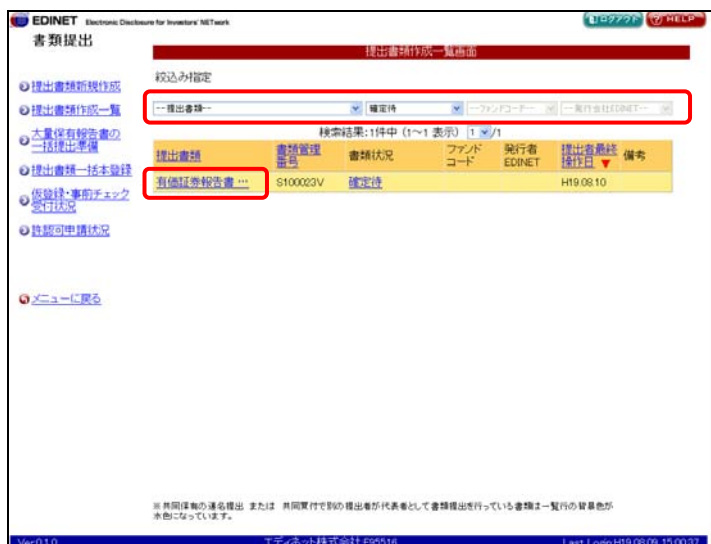 EDINET Electronic Disclosure for Investors' NETwork
ログアウト ? HELP
書類提出
提出書類作成一覧画面
提出書類新規作成
提出書類作成一覧
大量保有報告書の
一括提出準備
提出書類一括本登録
仮登録・事前チェック
受付状況
許認可申請状況
メニューに戻る
絞込み指定
--提出書類-- 確定待 --ファンドコード-- --発行会社EDINET--
検索結果:1件中 (1~1 表示) 1 /1
提出書類 書類管理番号 書類状況 ファンドコード 発行者EDINET 提出者最終操作日 ▼ 備考
有価証券報告書 … S100023V 確定待 H19.08.10
※共同保有の連名提出 または 共同買付で別の提出者が代表者として書類提出を行っている書類は一覧行の背景色が
水色になっています。
Ver.0.1.0 エディネット株式会社 E95516 Last Login:H19.08.09 15:00:37